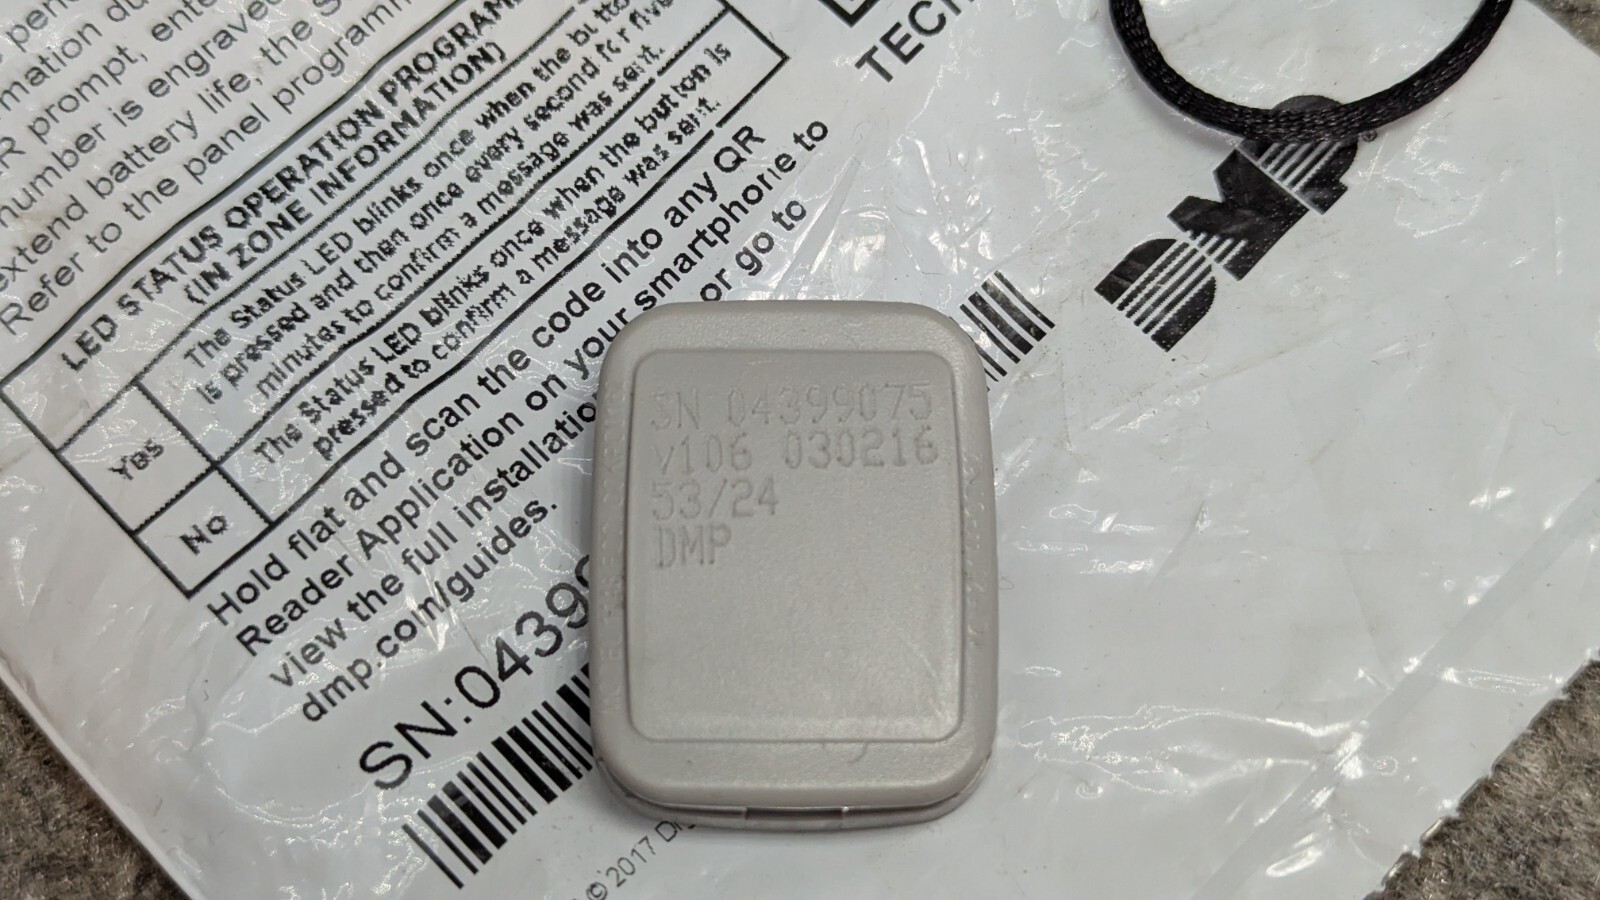 mation du
R prompt, ente
number is engraved
extend battery life, the
Refer to the panel programm
LED STATUS OPERATION PROGRAM
(IN ZONE INFORMATION)
Yes
The Status LED blinks once when the butto
is pressed and then once every second for five
minutes to confirm a message was sent.
No
The Status LED blinks once when the button is
pressed to confirm a message was sent.
Hold flat and scan the code into any QR
Reader Application on your smartphone to
view the full installatio or go to
dmp.com/guides.
SN:0439
© 2017 Di
TECH
DMP®
SN 04399075
v106 030216
53/24
DMP